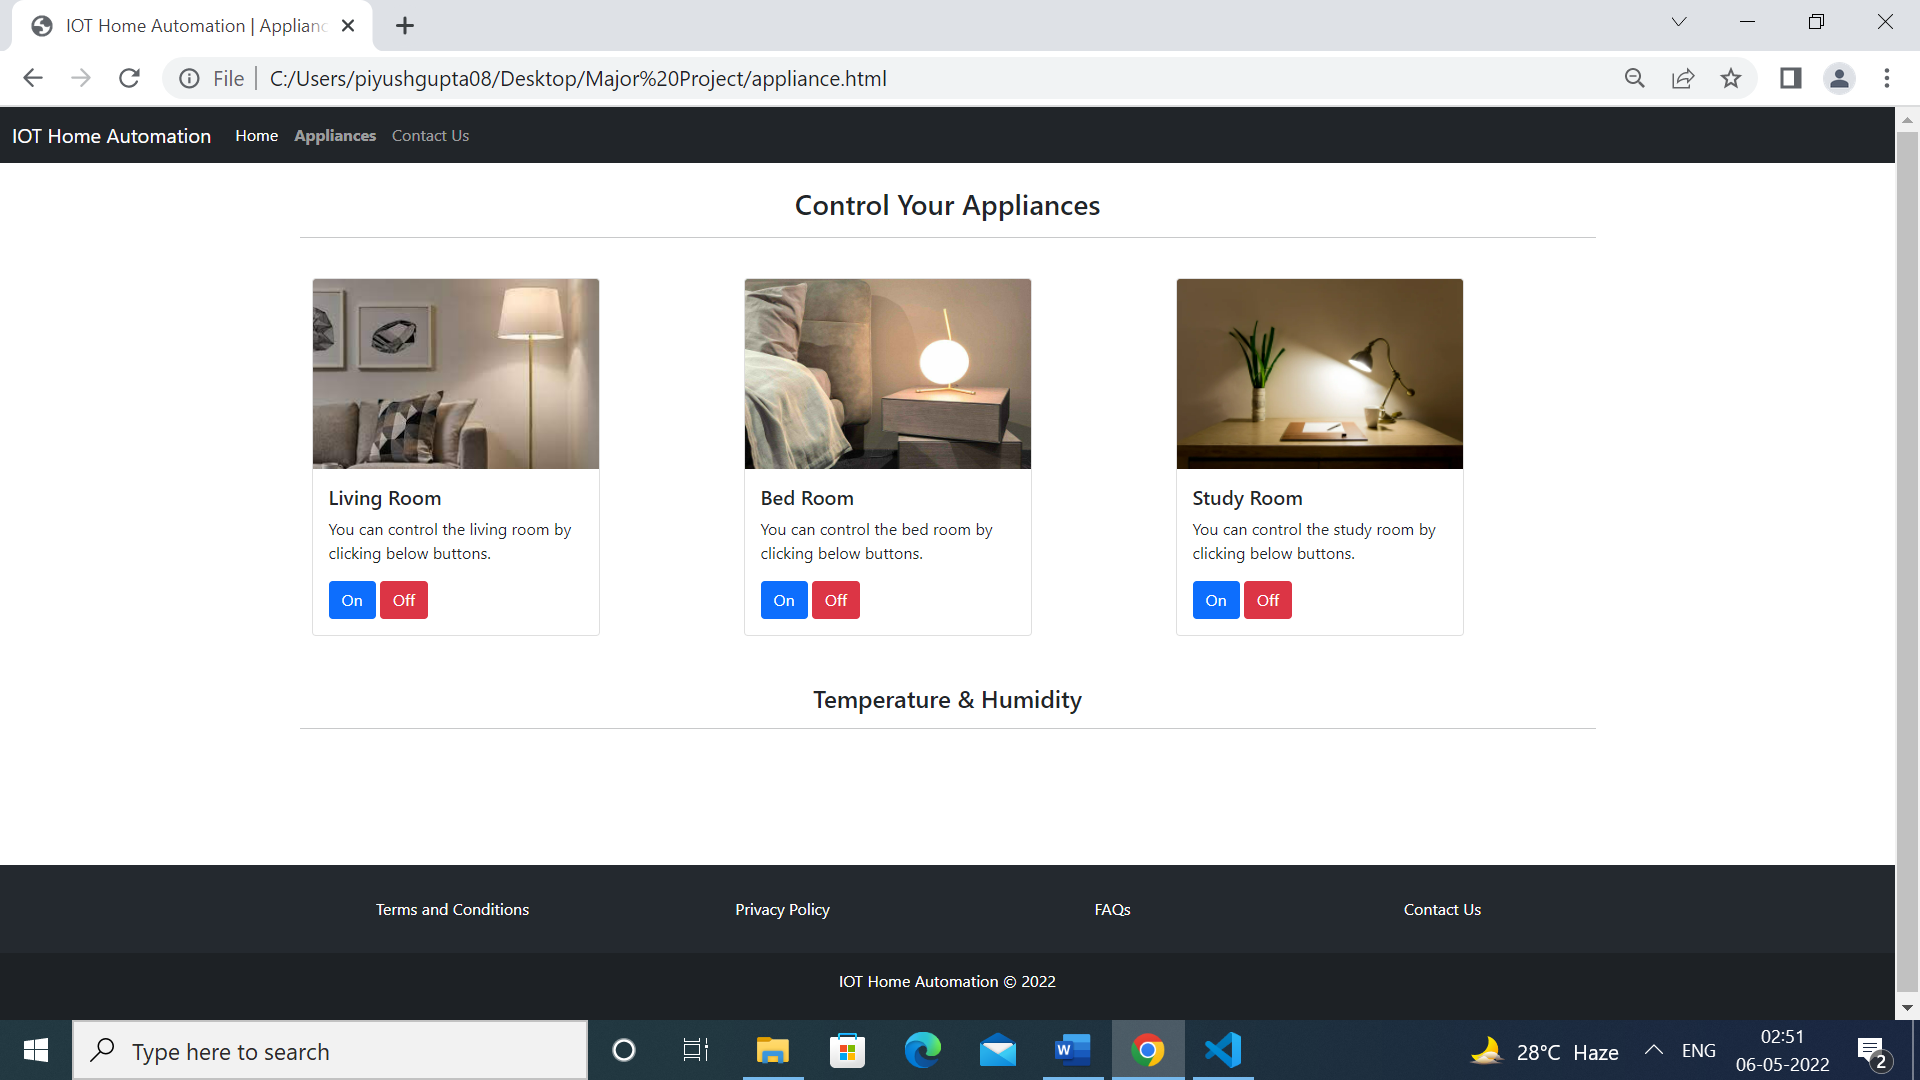 IOT Home Automation | Applianc
File
C:/Users/piyushgupta08/Desktop/Major%20Project/appliance.html
IOT Home Automation Home Appliances Contact Us
Control Your Appliances
Living Room
You can control the living room by
clicking below buttons.
On Off
Bed Room
You can control the bed room by
clicking below buttons.
On Off
Study Room
You can control the study room by
clicking below buttons.
On Off
Temperature & Humidity
Terms and Conditions Privacy Policy FAQs Contact Us
IOT Home Automation © 2022
Type here to search
W
28°C Haze
ENG
02:51
06-05-2022
2